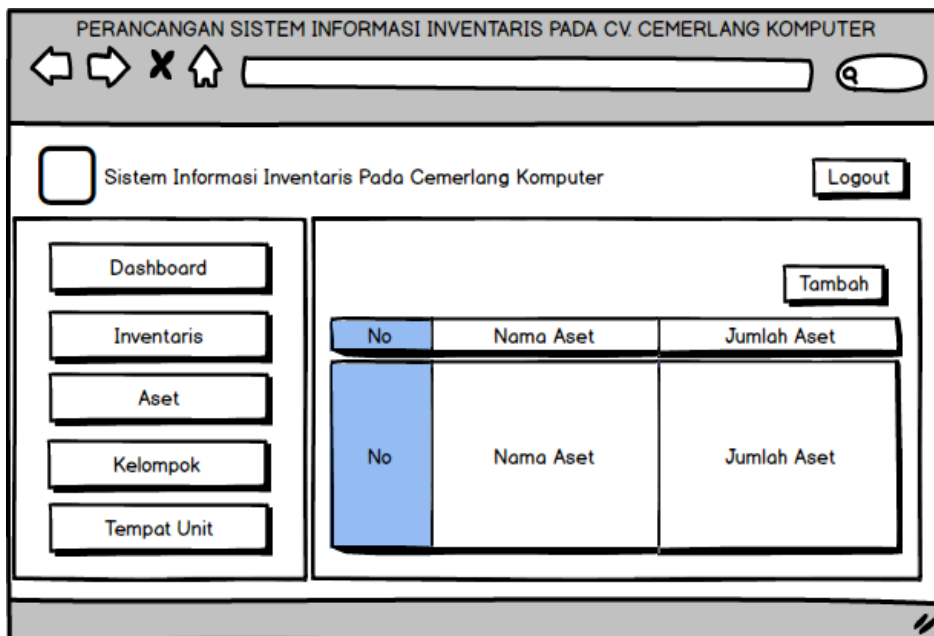 PERANCANGAN SISTEM INFORMASI INVENTARIS PADA CV. CEMERLANG KOMPUTER
Sistem Informasi Inventaris Pada Cemerlang Komputer
Logout
Dashboard
Inventaris
Aset
Kelompok
Tempat Unit
Tambah
No Nama Aset Jumlah Aset
No Nama Aset Jumlah Aset